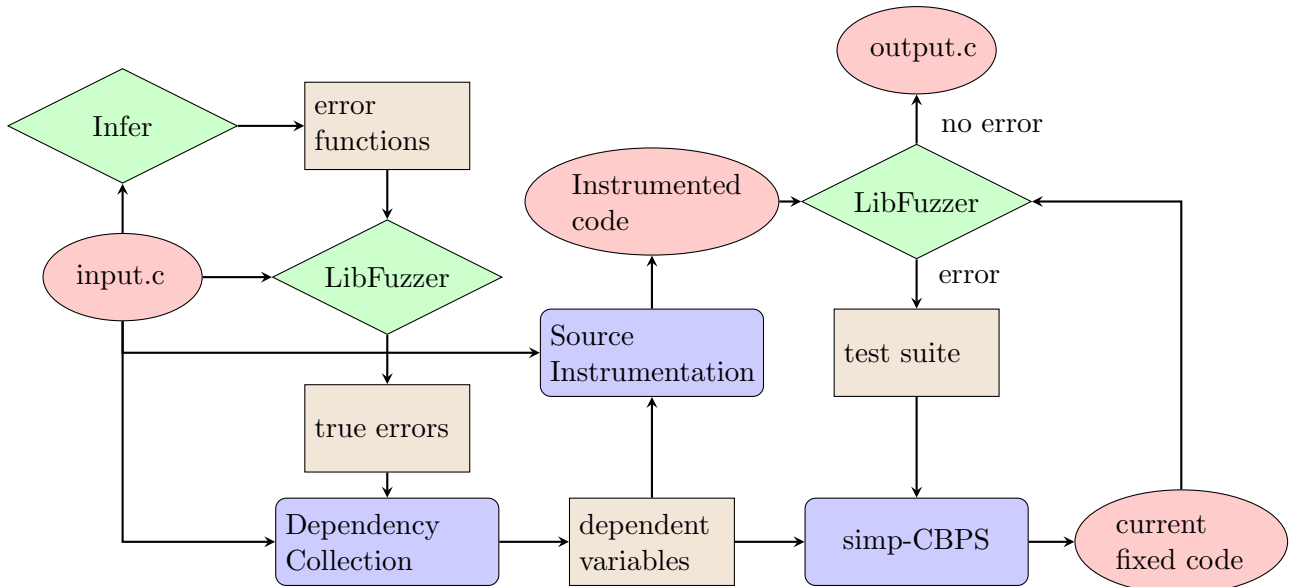 output.c
Infer
error
functions
no error
Instrumented
code
LibFuzzer
input.c
LibFuzzer
error
Source
Instrumentation
test suite
true errors
Dependency
Collection
dependent
variables
simp-CBPS
current
fixed code